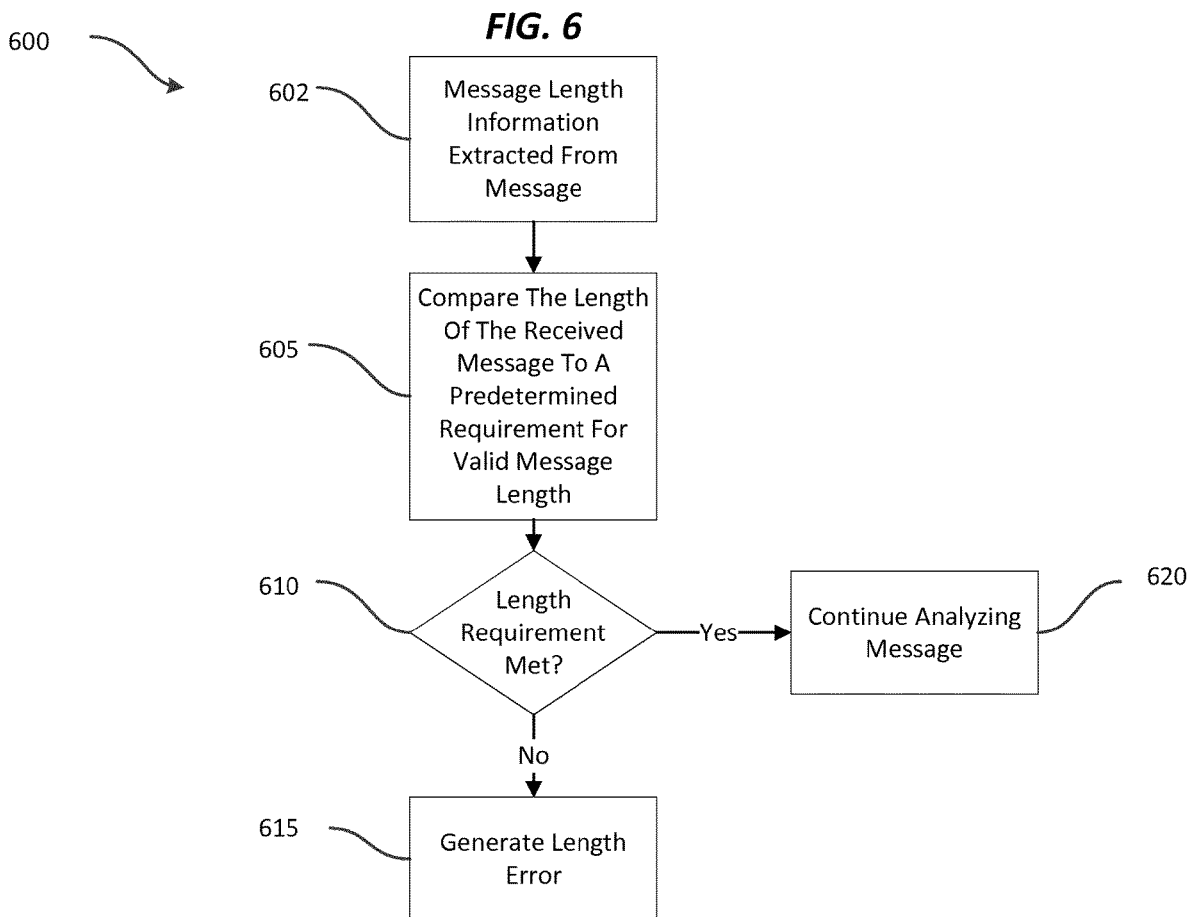 FIG. 6
600
602
Message Length
Information
Extracted From
Message
605
Compare The Length
Of The Received
Message To A
Predetermined
Requirement For
Valid Message
Length
610
Length
Requirement
Met?
Yes
Continue Analyzing
Message
620
No
615
Generate Length
Error